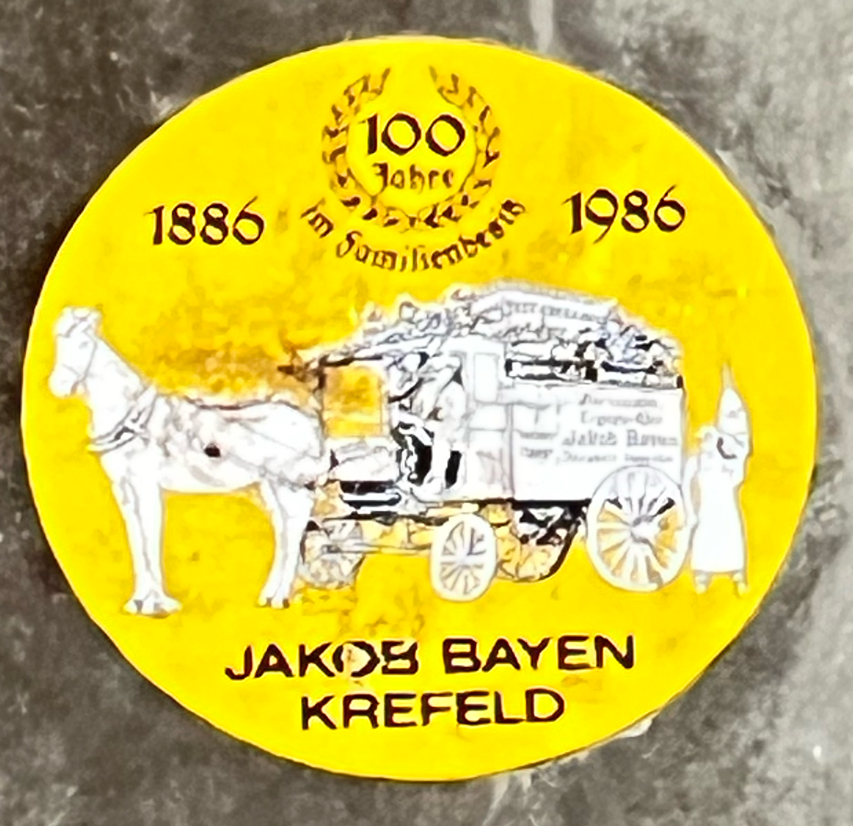 100
Jahre
im Familienbesitz
1886
1986
Jakob Bayen
JAKOB BAYEN
KREFELD